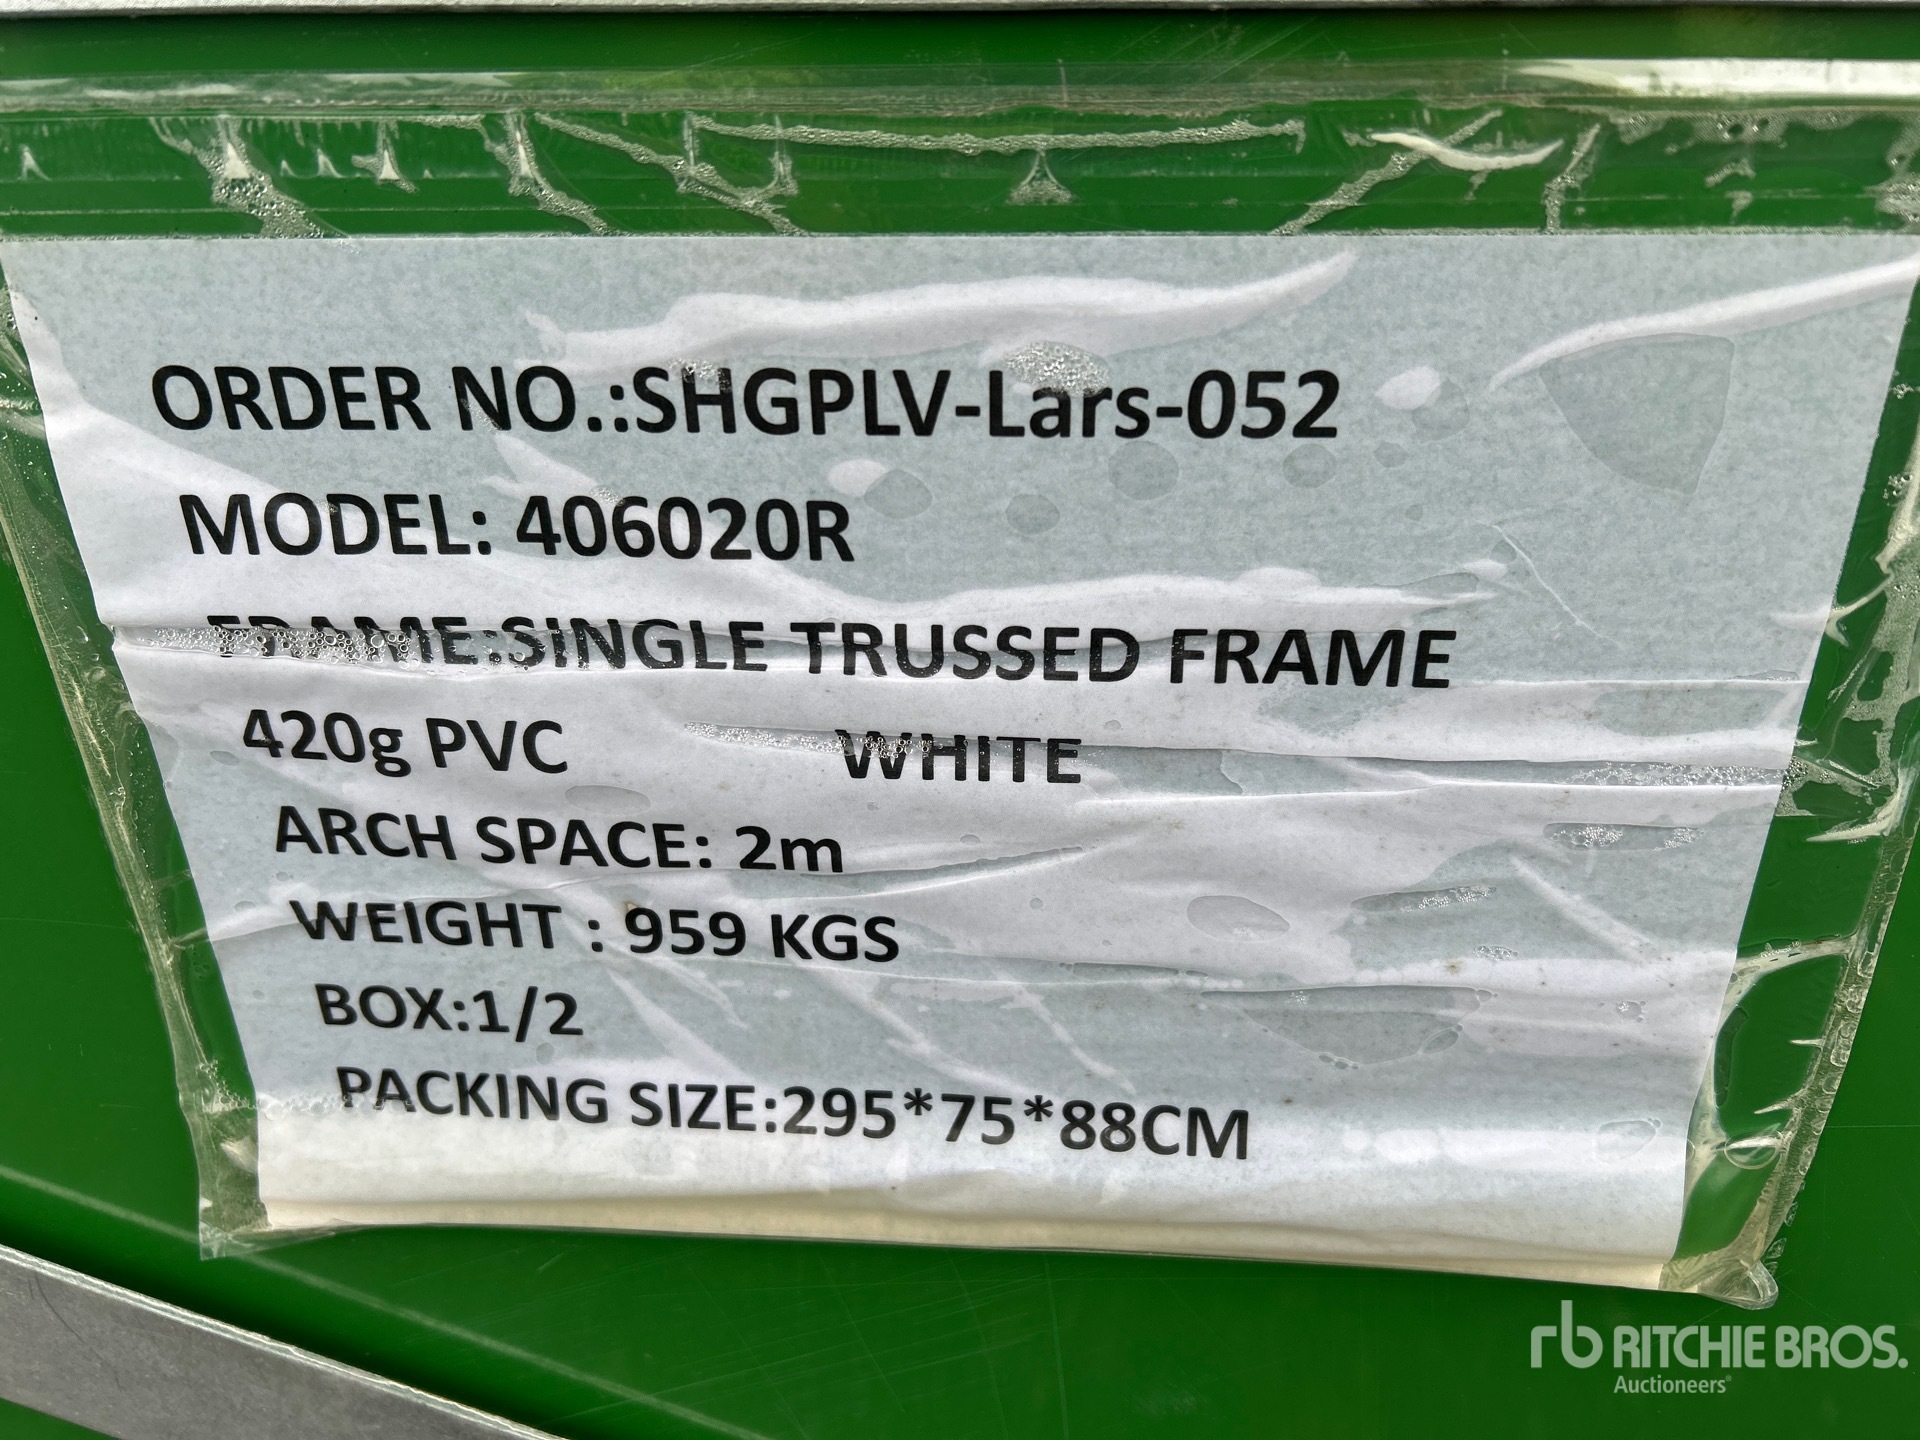 ORDER NO.:SHGPLV-Lars-052
MODEL: 406020R
FRAME:SINGLE TRUSSED FRAME
420g PVC WHITE
ARCH SPACE: 2m
WEIGHT : 959 KGS
BOX:1/2
PACKING SIZE:295*75*88CM
rb RITCHIE BROS.
Auctioneers®